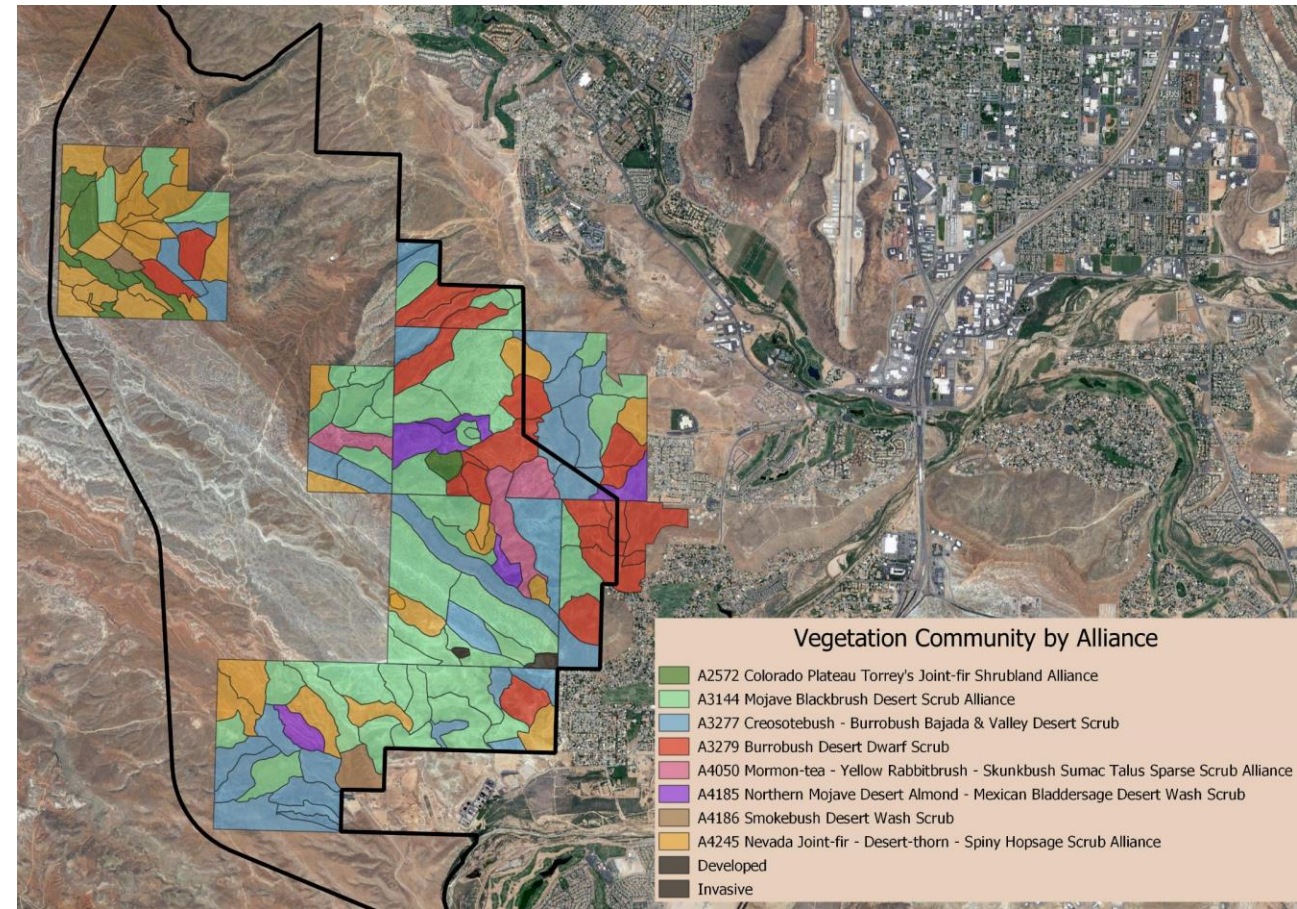 Vegetation Community by Alliance
A2572 Colorado Plateau Torrey's Joint-fir Shrubland Alliance
A3144 Mojave Blackbrush Desert Scrub Alliance
A3277 Creosotebush - Burrobush Bajada & Valley Desert Scrub
A3279 Burrobush Desert Dwarf Scrub
A4050 Mormon-tea - Yellow Rabbitbrush - Skunkbush Sumac Talus Sparse Scrub Alliance
A4185 Northern Mojave Desert Almond - Mexican Bladdersage Desert Wash Scrub
A4186 Smokebush Desert Wash Scrub
A4245 Nevada Joint-fir - Desert-thorn - Spiny Hopsage Scrub Alliance
Developed
Invasive